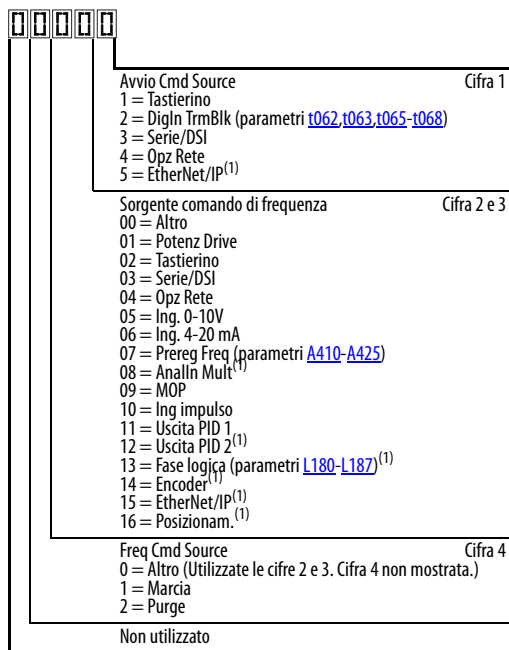 Avvio Cmd Source Cifra 1
1 = Tastierino
2 = DigIn TrmBlk (parametri t062,t063,t065-t068)
3 = Serie/DSI
4 = Opz Rete
5 = EtherNet/IP(1)
Sorgente comando di frequenza Cifra 2 e 3
00 = Altro
01 = Potenz Drive
02 = Tastierino
03 = Serie/DSI
04 = Opz Rete
05 = Ing. 0-10V
06 = Ing. 4-20 mA
07 = Prereg Freq (parametri A410-A425)
08 = AnalIn Mult(1)
09 = MOP
10 = Ing impulso
11 = Uscita PID 1
12 = Uscita PID 2(1)
13 = Fase logica (parametri L180-L187)(1)
14 = Encoder(1)
15 = EtherNet/IP(1)
16 = Posizionam.(1)
Freq Cmd Source Cifra 4
0 = Altro (Utilizzate le cifre 2 e 3. Cifra 4 non mostrata.)
1 = Marcia
2 = Purge
Non utilizzato